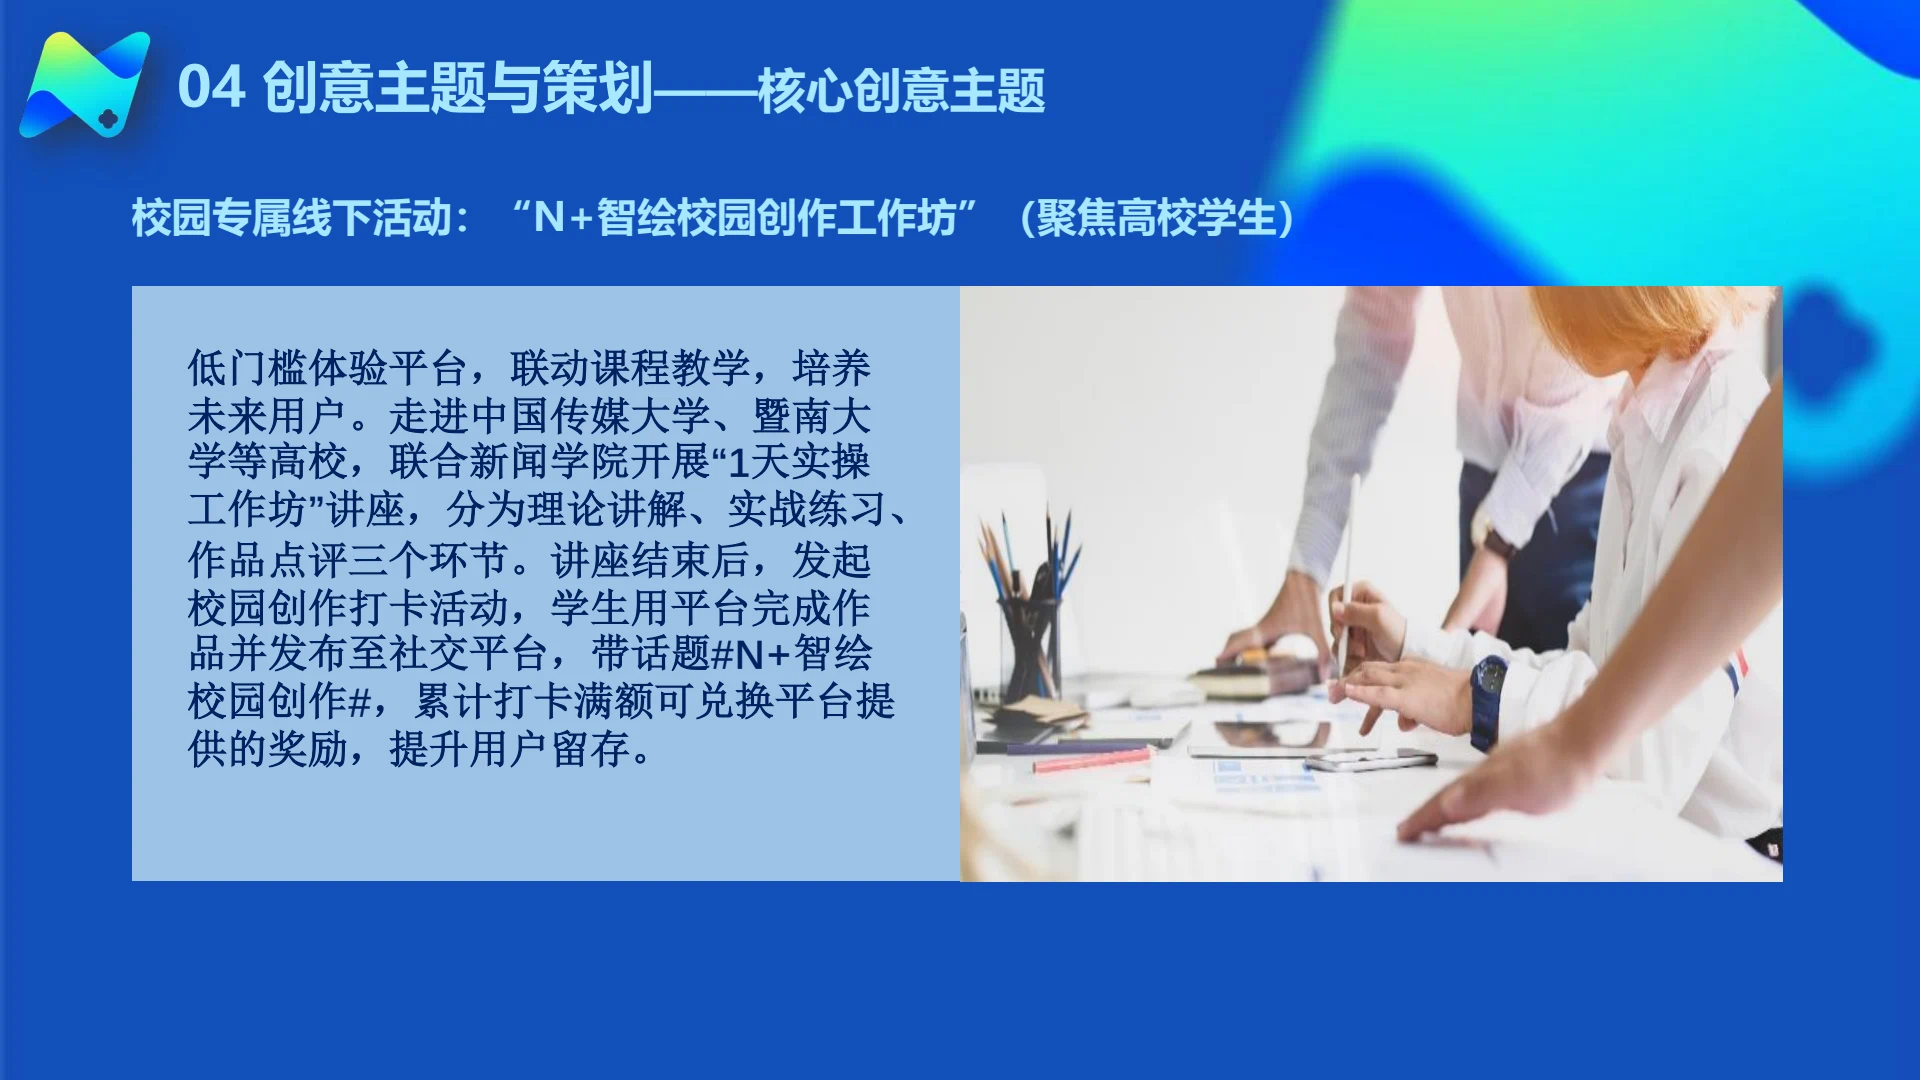 04 创意主题与策划——核心创意主题
校园专属线下活动：“N+智绘校园创作工作坊”（聚焦高校学生）
低门槛体验平台，联动课程教学，培养
未来用户。走进中国传媒大学、暨南大
学等高校，联合新闻学院开展“1天实操
工作坊”讲座，分为理论讲解、实战练习、
作品点评三个环节。讲座结束后，发起
校园创作打卡活动，学生用平台完成作
品并发布至社交平台，带话题#N+智绘
校园创作#，累计打卡满额可兑换平台提
供的奖励，提升用户留存。